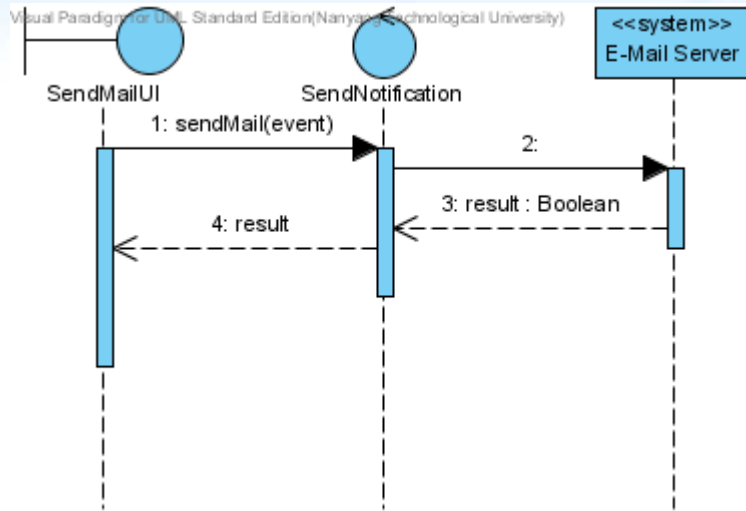 Visual Paradigm for UML Standard Edition(Nanyang Technological University)
<<system>>
E-Mail Server
SendMailUI
SendNotification
1: sendMail(event)
2:
3: result : Boolean
4: result